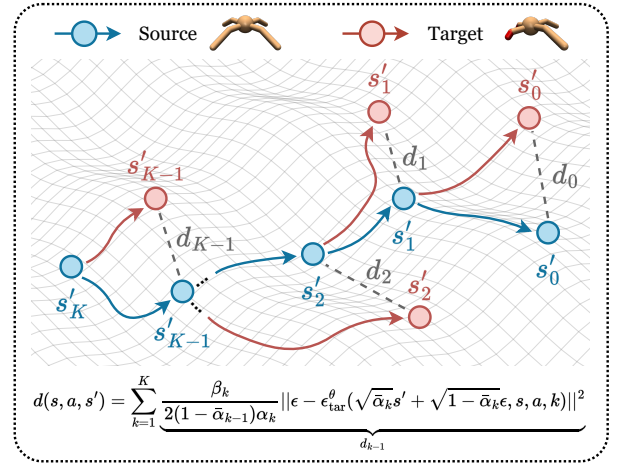 Source Target
s'_1 s'_0
s'_{K-1} d_1 d_0
d_{K-1}
s'_1
s'_K s'_2 d_2 s'_2 s'_0
s'_{K-1}
d(s, a, s') = \sum_{k=1}^{K} \underbrace{\frac{\beta_k}{2(1 - \bar{\alpha}_{k-1})\alpha_k} ||\epsilon - \epsilon^{\theta}_{\text{tar}}(\sqrt{\bar{\alpha}_k}s' + \sqrt{1 - \bar{\alpha}_k}\epsilon, s, a, k)||^2}_{d_{k-1}}